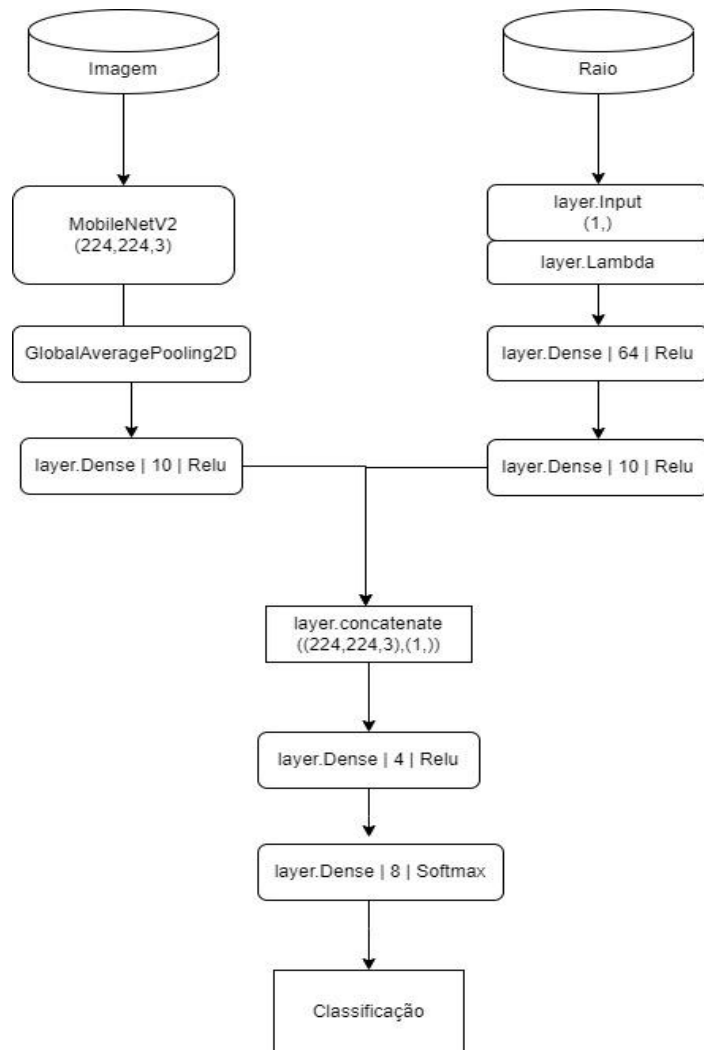 Imagem
Raio
MobileNetV2
(224,224,3)
layer.Input
(1,)
layer.Lambda
GlobalAveragePooling2D
layer.Dense | 64 | Relu
layer.Dense | 10 | Relu
layer.Dense | 10 | Relu
layer.concatenate
((224,224,3),(1,))
layer.Dense | 4 | Relu
layer.Dense | 8 | Softmax
Classificação